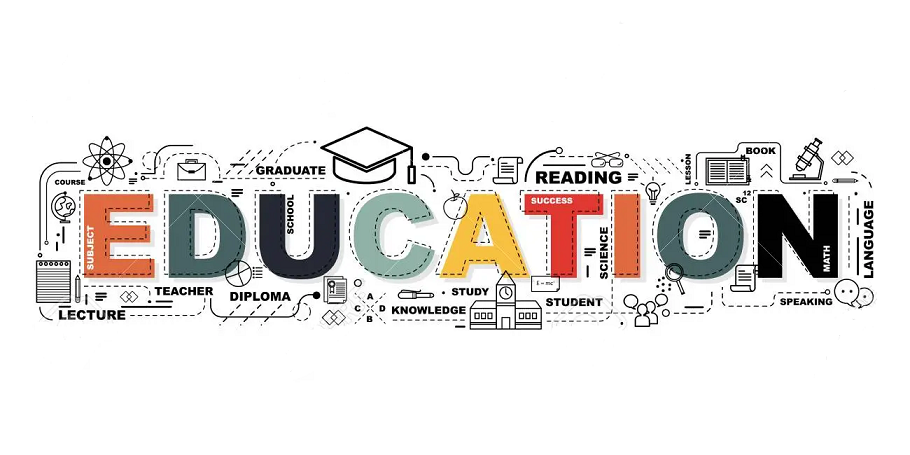 COURSE
GRADUATE
READING
LESSON
BOOK
EDUCATION
SUBJECT
SCHOOL
SUCCESS
SCIENCE
12
SC
MATH
LANGUAGE
LECTURE
TEACHER
DIPLOMA
A
C D
B
KNOWLEDGE
STUDY
E=mc²
STUDENT
SPEAKING